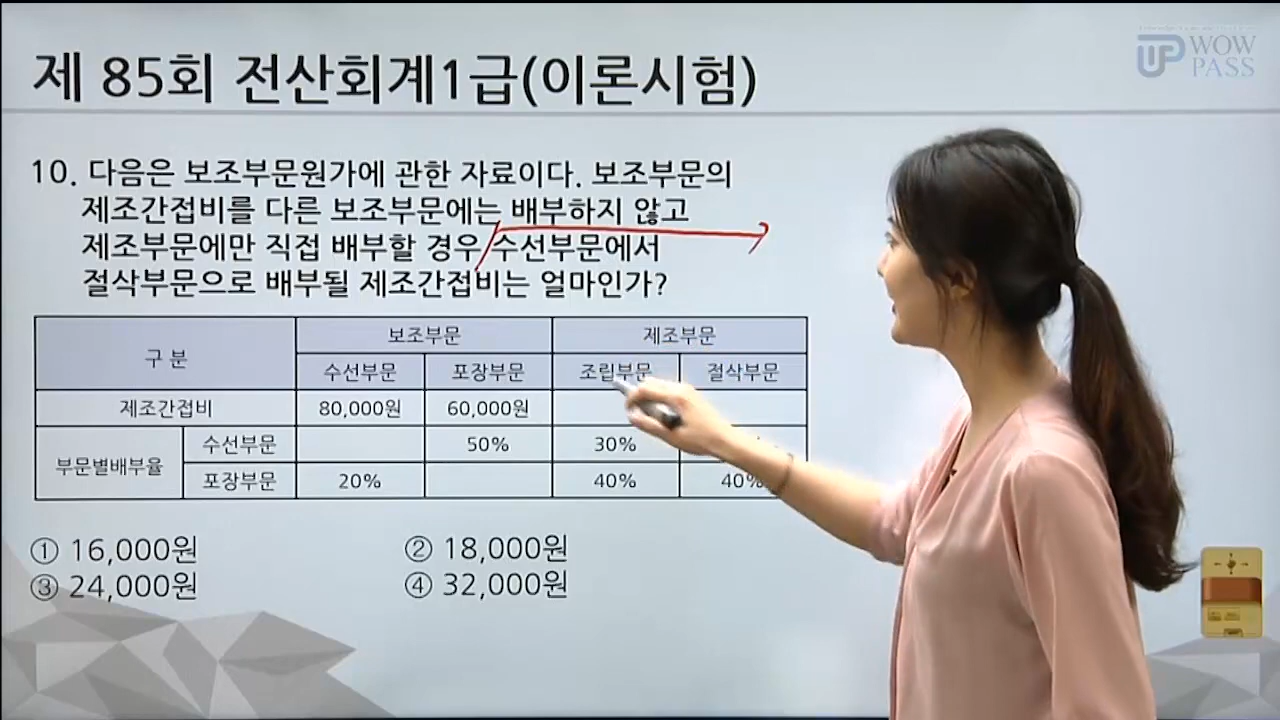 제 85회 전산회계1급(이론시험)
UP WOW
PASS
10. 다음은 보조부문원가에 관한 자료이다. 보조부문의
제조간접비를 다른 보조부문에는 배부하지 않고
제조부문에만 직접 배부할 경우 수선부문에서
절삭부문으로 배부될 제조간접비는 얼마인가?
구 분 보조부문 제조부문
수선부문 포장부문 조립부문 절삭부문
제조간접비 80,000원 60,000원
부문별배부율 수선부문 50% 30%
포장부문 20% 40% 40%
① 16,000원 ② 18,000원
③ 24,000원 ④ 32,000원